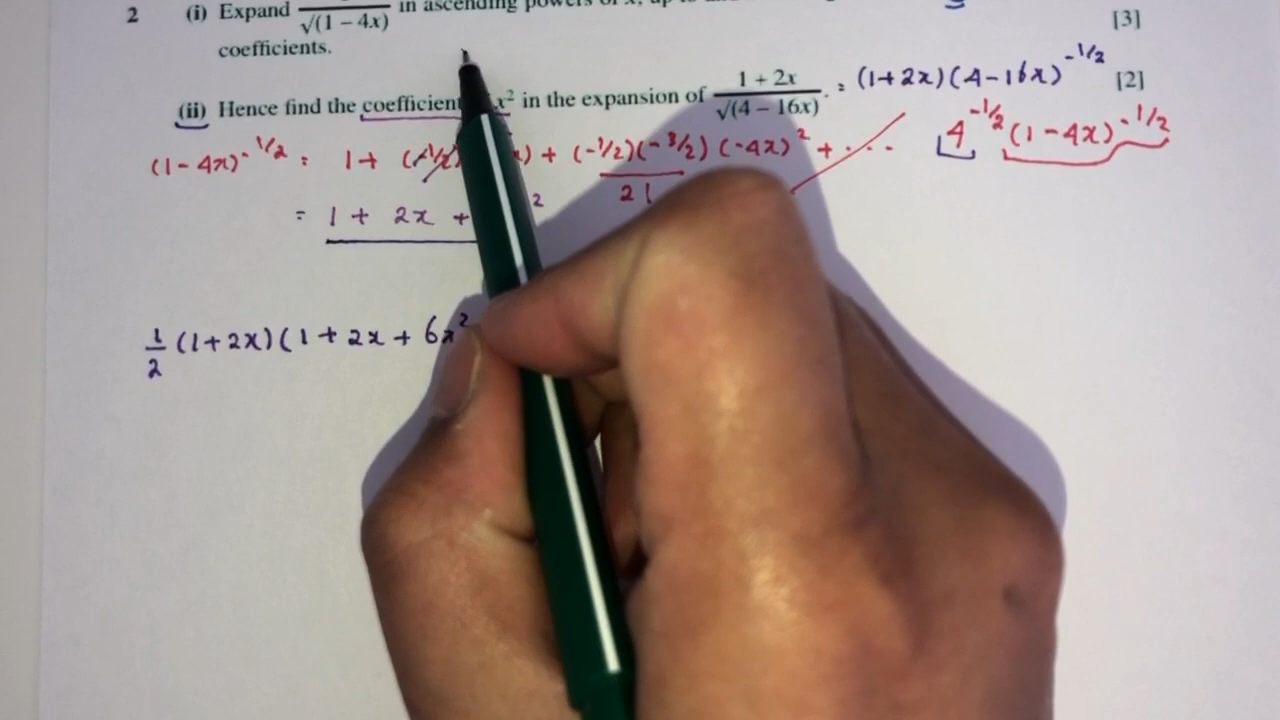 2 (i) Expand √(1 − 4x) in ascending powers of x, up to
[3]
coefficients.
(ii) Hence find the coefficient x² in the expansion of (1 + 2x)/√(4 − 16x). = (1+2x)(4−16x)^(-1/2) [2]
4^(-1/2) (1−4x)^(-1/2)
(1−4x)^(-1/2) = 1 + (-1/2) ) + (-1/2)(-3/2)/2! (-4x)² + ...
= 1 + 2x + ²
1/2 (1+2x)(1+2x+6x²